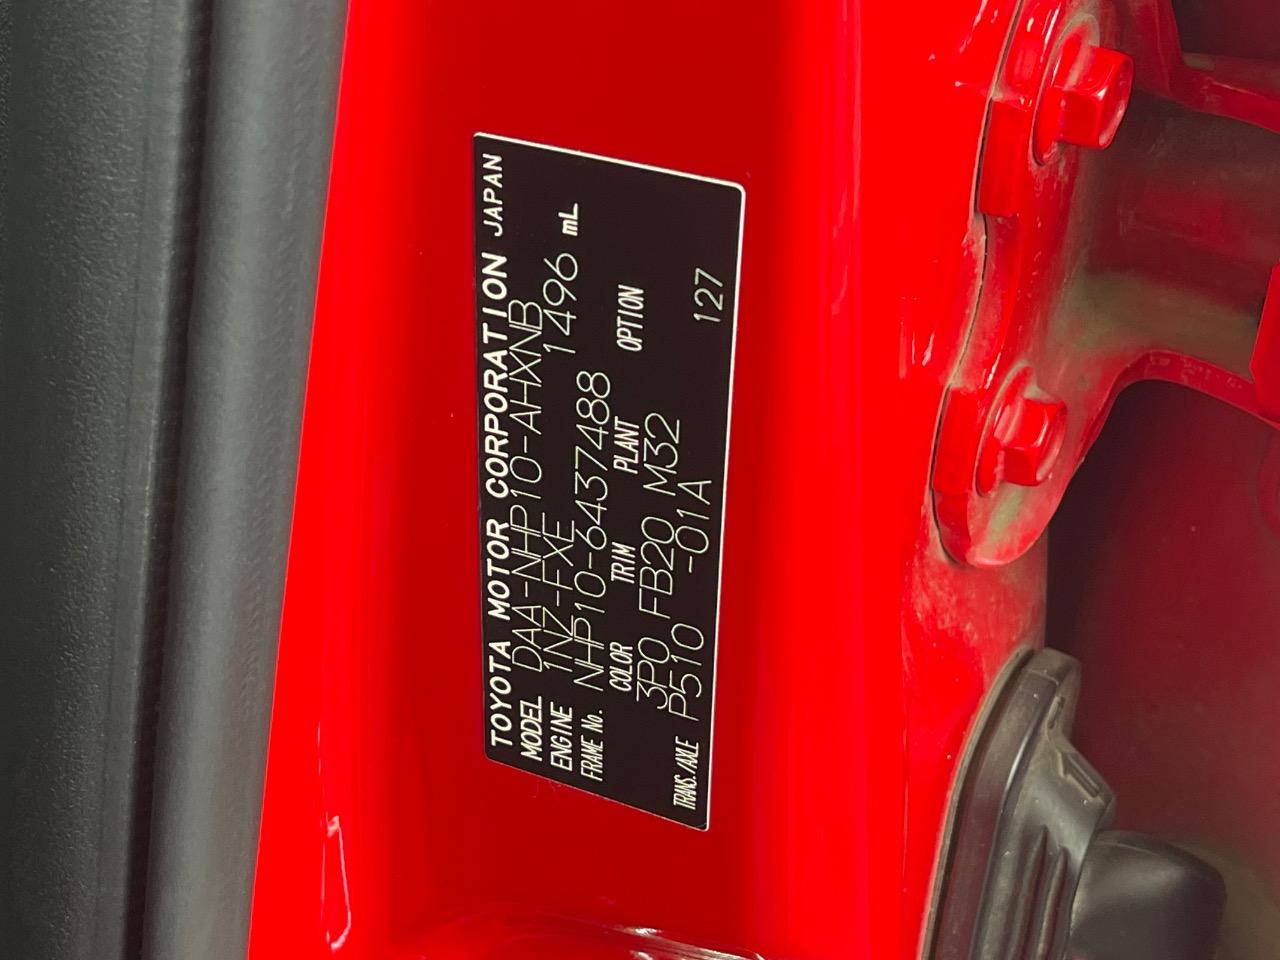 TOYOTA MOTOR CORPORATION JAPAN
MODEL DAA-NHP10-AHXNB
ENGINE 1NZ-FXE 1496 mL
FRAME No. NHP10-6437488
COLOR TRIM PLANT OPTION
3P0 FB20 M32
TRANS./AXLE P510 -01A 127